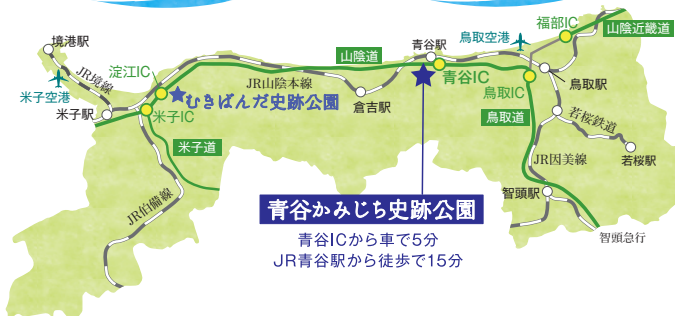 境港駅
米子空港
JR境線
米子駅
淀江IC
米子IC
むきばんだ史跡公園
JR山陰本線
山陰道
倉吉駅
米子道
JR伯備線
青谷駅
青谷IC
鳥取空港
福部IC
山陰近畿道
鳥取駅
鳥取IC
鳥取道
若桜鉄道
若桜駅
JR因美線
智頭駅
智頭急行
青谷かみじち史跡公園
青谷ICから車で5分
JR青谷駅から徒歩で15分